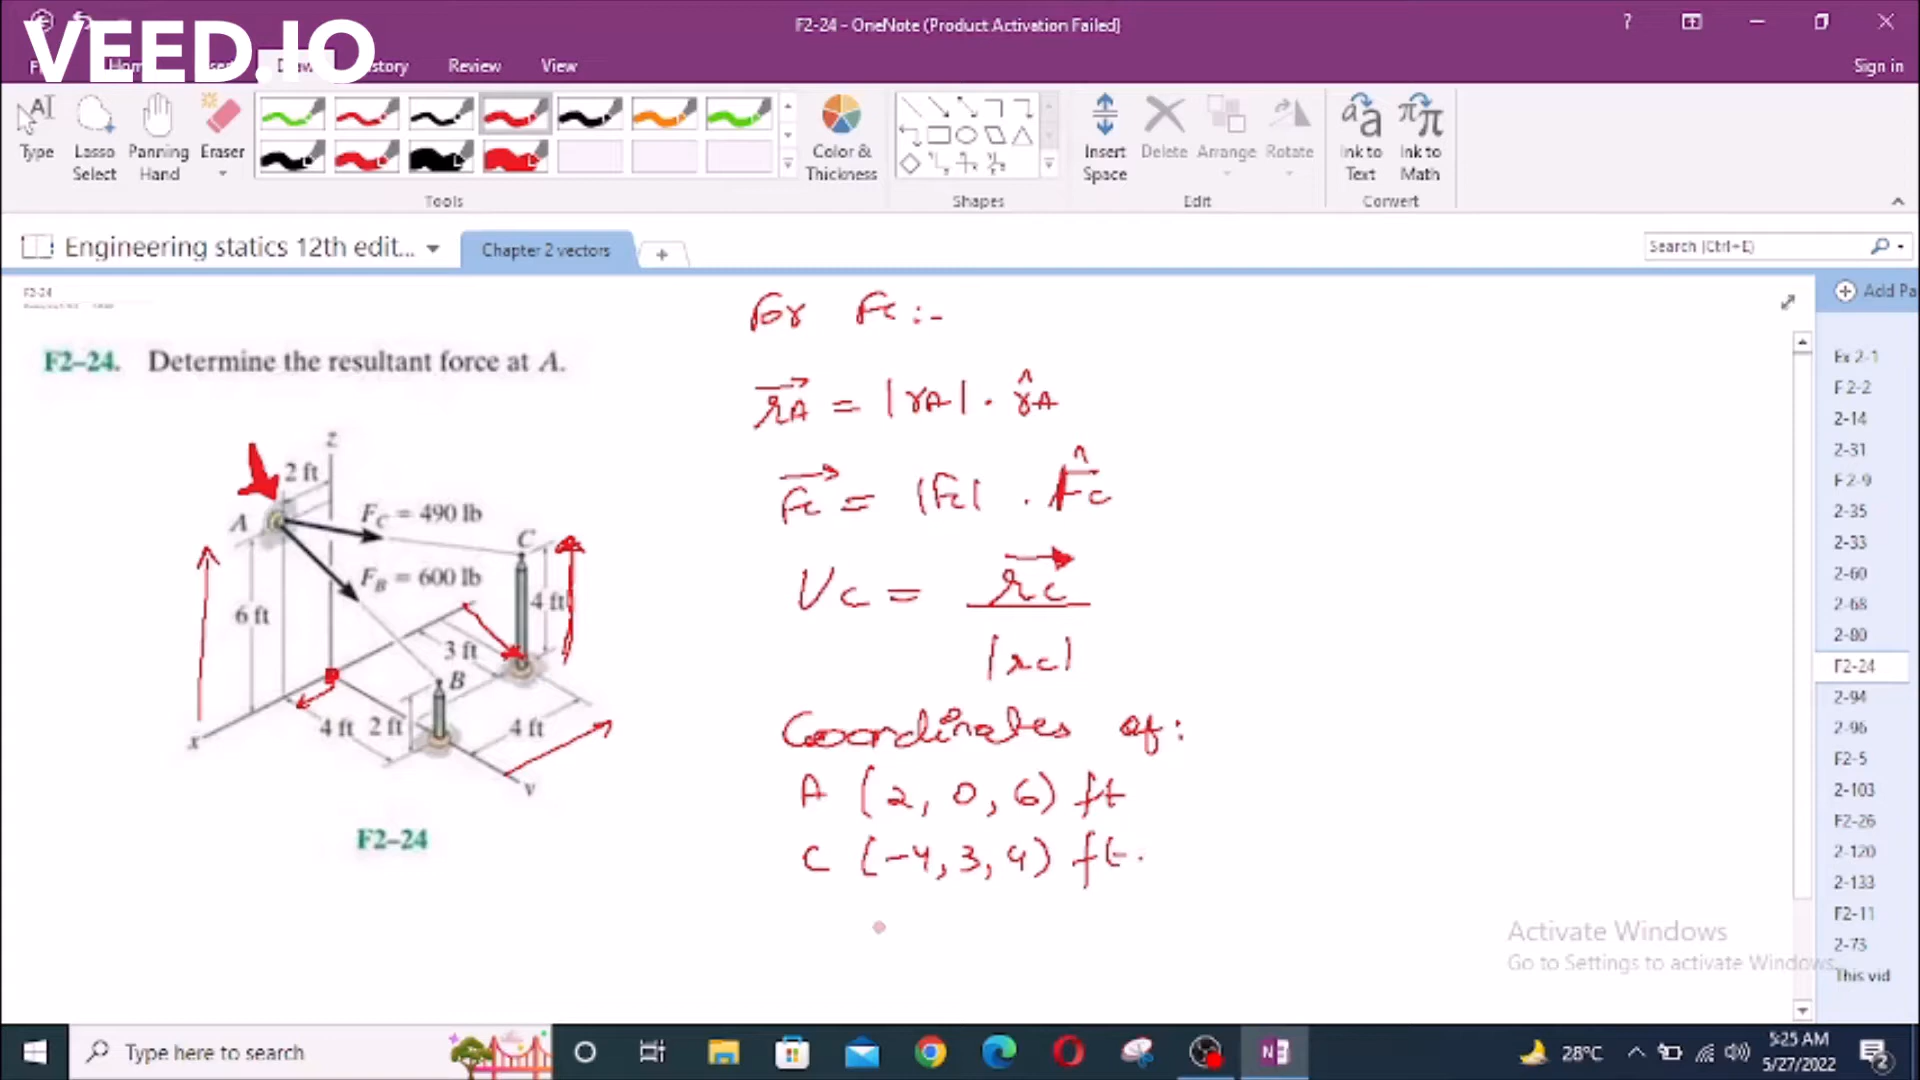 F2-24 - OneNote (Product Activation Failed)
VEED.IO
Review
View
Sign in
Type
Lasso Select
Panning Hand
Eraser
Color & Thickness
Insert Space
Delete
Arrange
Rotate
Ink to Text
Ink to Math
Tools
Shapes
Edit
Convert
Engineering statics 12th edit...
Chapter 2 vectors
Search (Ctrl+E)
F2-24
Add Pa
F2–24. Determine the resultant force at A.
z
2 ft
A
F_C = 490 lb
C
F_B = 600 lb
4 ft
6 ft
3 ft
B
4 ft
2 ft
4 ft
x
y
F2–24
For Fc :-
rA = |rA| . r̂A
Fc = |Fc| . F̂c
Uc = rc / |rc|
Coordinates of:
A (2, 0, 6) ft
C (-4, 3, 4) ft.
Ex 2-1
F 2-2
2-14
2-31
F 2-9
2-35
2-33
2-60
2-68
2-80
F2-24
2-94
2-96
F2-5
2-103
F2-26
2-120
2-133
F2-11
2-73
This vid
Activate Windows
Go to Settings to activate Windows.
Type here to search
28°C
5:25 AM
5/27/2022
2